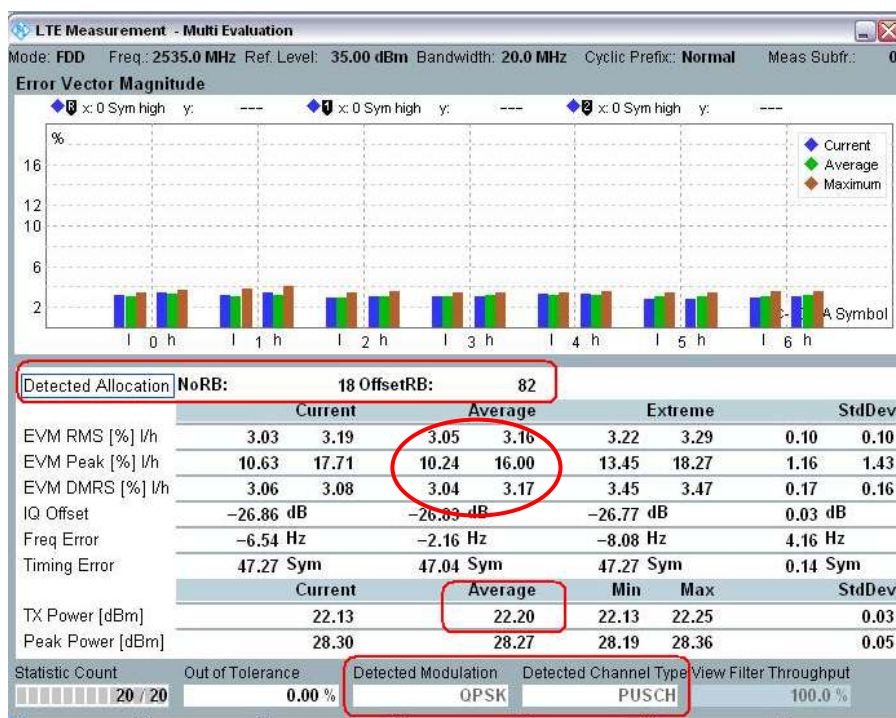 LTE Measurement - Multi Evaluation
Mode: FDD Freq.: 2535.0 MHz Ref. Level: 35.00 dBm Bandwidth: 20.0 MHz Cyclic Prefix: Normal Meas Subfr.: 0
Error Vector Magnitude
R x: 0 Sym high y: --- 1 x: 0 Sym high y: --- 2 x: 0 Sym high y: ---
%
Current
Average
Maximum
16
12
10
6
2
A Symbol
l 0 h l 1 h l 2 h l 3 h l 4 h l 5 h l 6 h
Detected Allocation NoRB: 18 OffsetRB: 82
Current Average Extreme StdDev
EVM RMS [%] l/h 3.03 3.19 3.05 3.16 3.22 3.29 0.10 0.10
EVM Peak [%] l/h 10.63 17.71 10.24 16.00 13.45 18.27 1.16 1.43
EVM DMRS [%] l/h 3.06 3.08 3.04 3.17 3.45 3.47 0.17 0.16
IQ Offset -26.86 dB -26.83 dB -26.77 dB 0.03 dB
Freq Error -6.54 Hz -2.16 Hz -8.08 Hz 4.16 Hz
Timing Error 47.27 Sym 47.04 Sym 47.27 Sym 0.14 Sym
Current Average Min Max StdDev
TX Power [dBm] 22.13 22.20 22.13 22.25 0.03
Peak Power [dBm] 28.30 28.27 28.19 28.36 0.05
Statistic Count Out of Tolerance Detected Modulation Detected Channel Type View Filter Throughput
20 / 20 0.00 % QPSK PUSCH 100.0 %